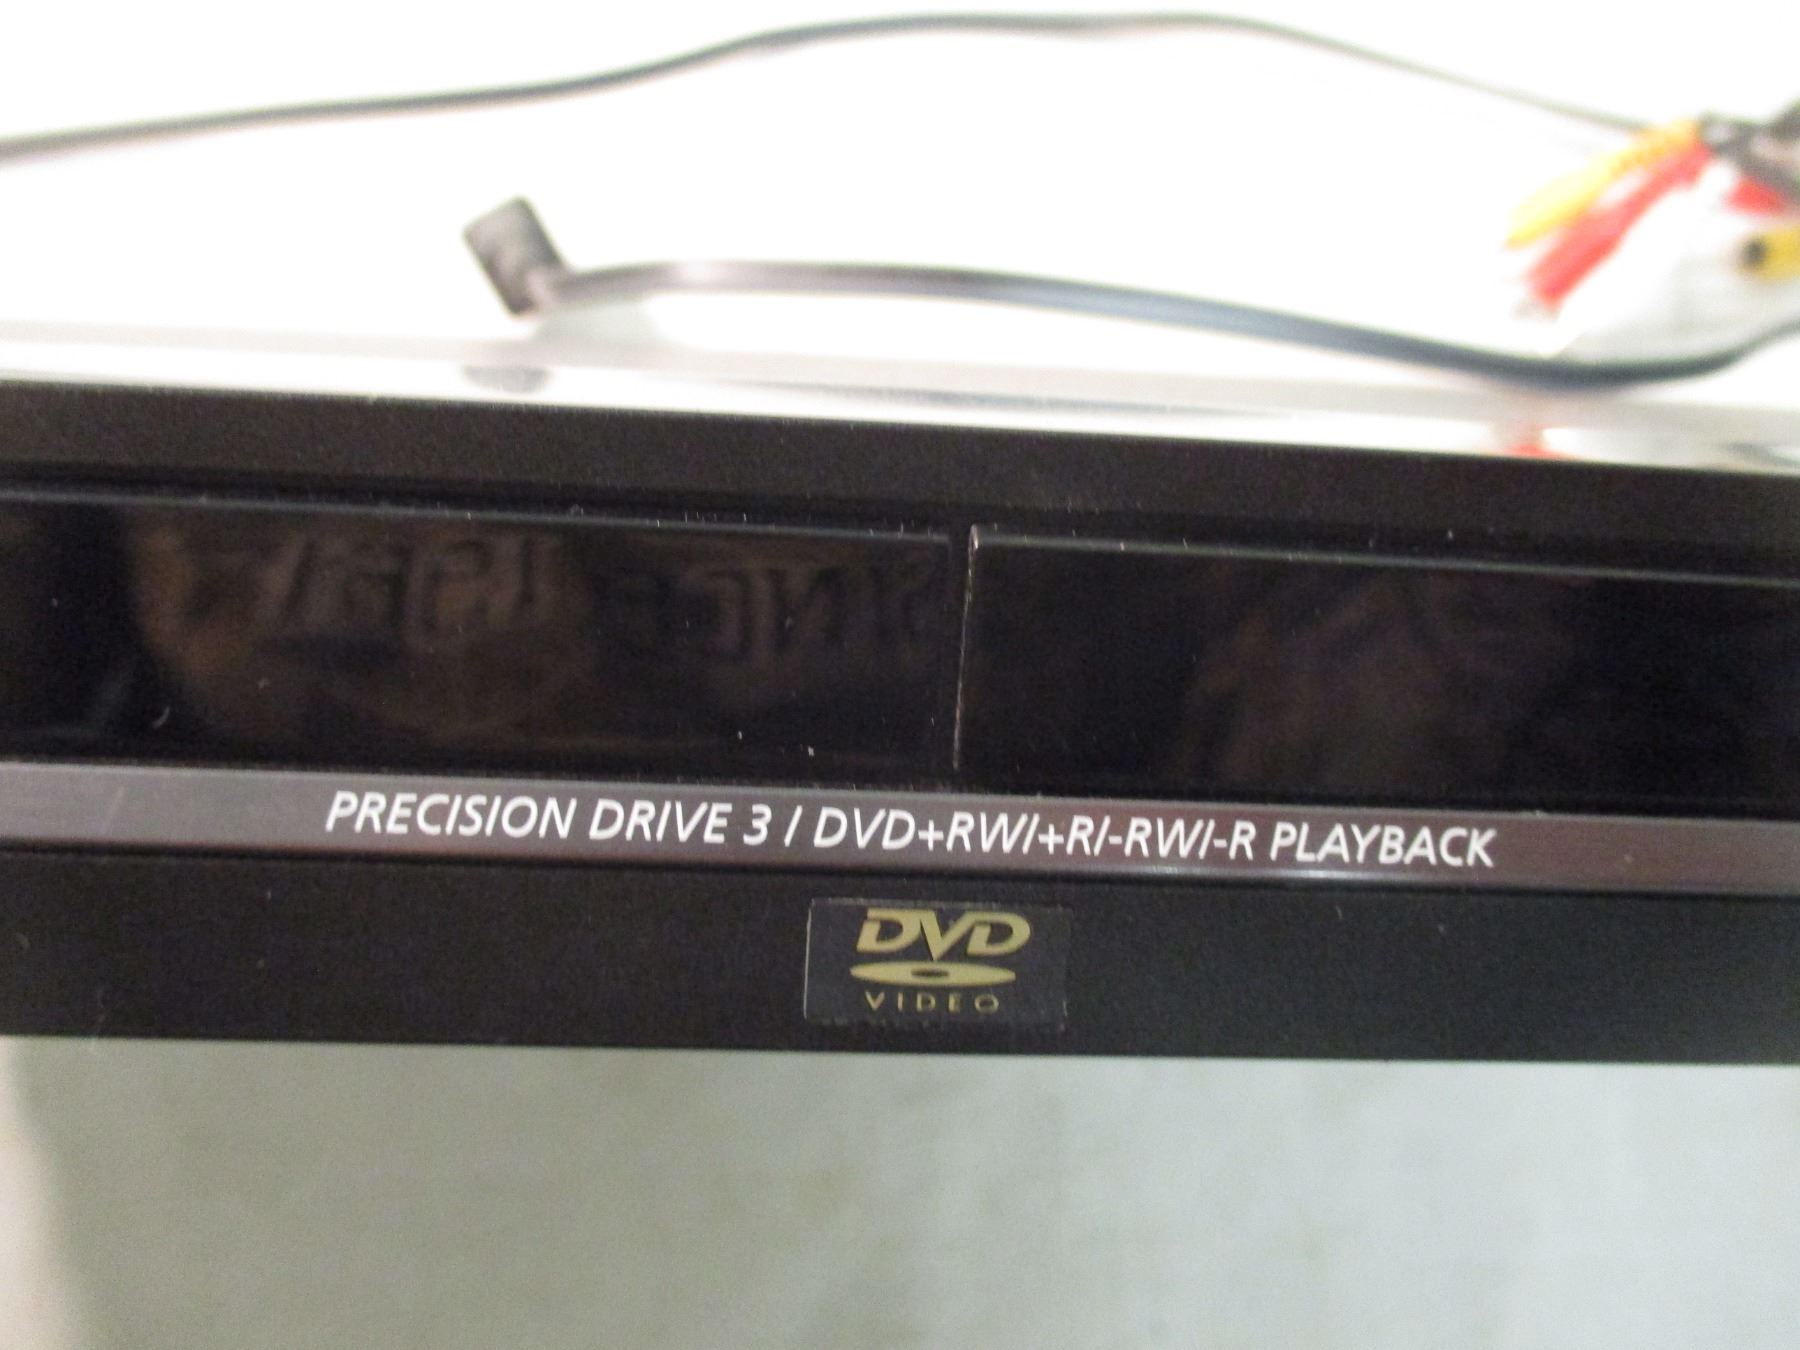 PRECISION DRIVE 3 / DVD+RW/+R/-RW/-R PLAYBACK
DVD
VIDEO